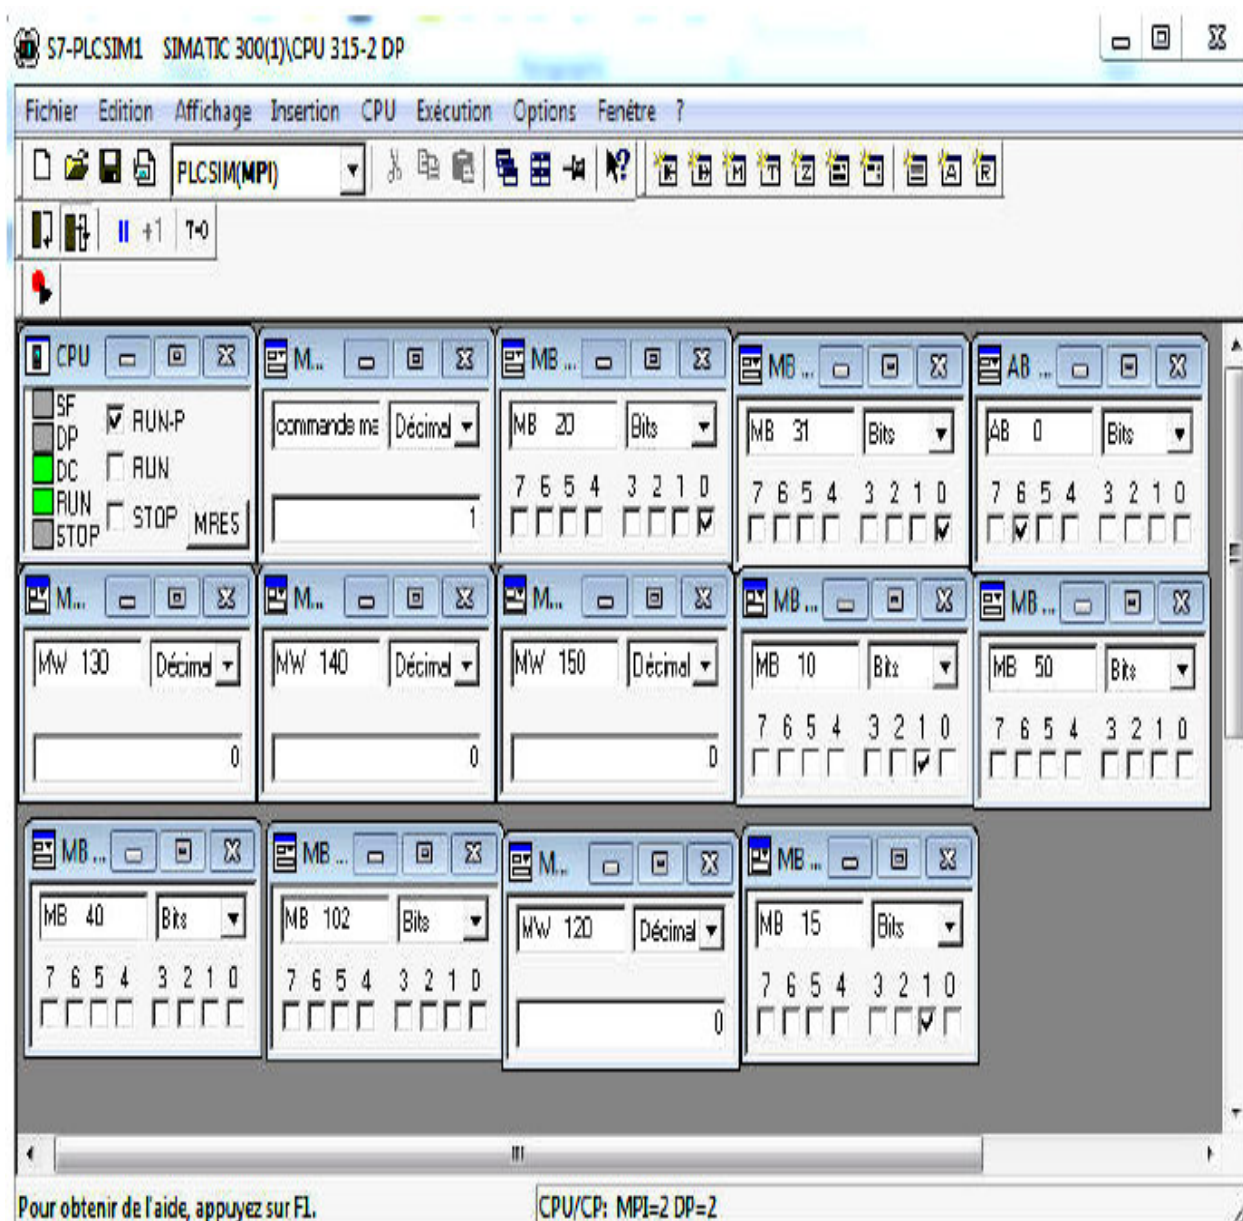 S7-PLCSIM1 SIMATIC 300(1)\CPU 315-2 DP
Fichier Edition Affichage Insertion CPU Exécution Options Fenêtre ?
PLCSIM(MPI)
+1 T=0
CPU
SF
DP
DC
RUN
STOP
RUN-P
RUN
STOP
MRES
M...
commande ma Décimal
1
MB ...
MB 20 Bits
7 6 5 4 3 2 1 0
MB ...
MB 31 Bits
7 6 5 4 3 2 1 0
AB ...
AB 0 Bits
7 6 5 4 3 2 1 0
M...
MW 130 Décimal
0
M...
MW 140 Décimal
0
M...
MW 150 Décimal
0
MB ...
MB 10 Bits
7 6 5 4 3 2 1 0
MB ...
MB 50 Bits
7 6 5 4 3 2 1 0
MB ...
MB 40 Bits
7 6 5 4 3 2 1 0
MB ...
MB 102 Bits
7 6 5 4 3 2 1 0
M...
MW 120 Décimal
0
MB ...
MB 15 Bits
7 6 5 4 3 2 1 0
Pour obtenir de l'aide, appuyez sur F1.
CPU/CP: MPI=2 DP=2